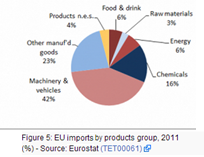 Products n.e.s.
4%
Food & drink
6%
Raw materials
3%
Energy
6%
Chemicals
16%
Other manuf'd
goods
23%
Machinery &
vehicles
42%
Figure 5: EU imports by products group, 2011
(%) - Source: Eurostat (TET00061)